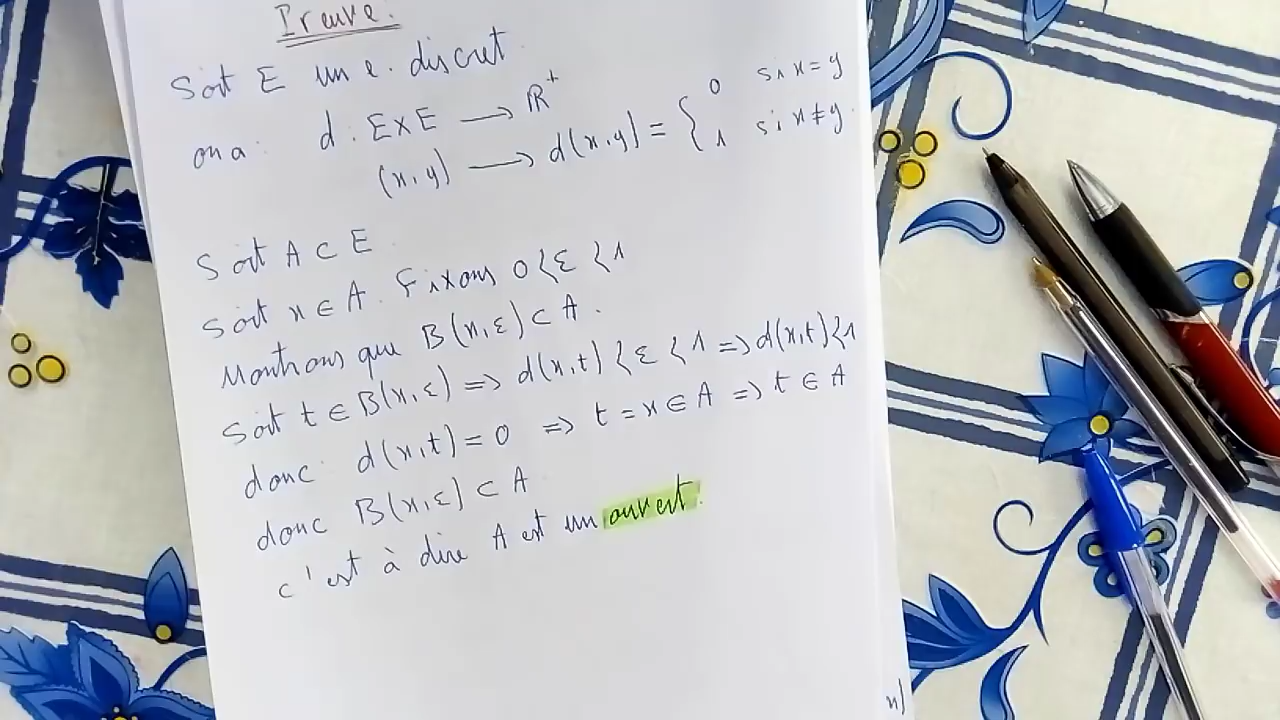 Preuve.
Soit E un e. discret
on a: d: E×E → ℝ⁺
(x,y) → d(x,y) = { 0 si x=y
1 si x≠y.
Soit A ⊂ E.
Soit x ∈ A. Fixons 0<ε<1
Montrons que B(x,ε) ⊂ A.
Soit t ∈ B(x,ε) => d(x,t) < ε < 1 => d(x,t)<1
donc d(x,t) = 0 => t = x ∈ A => t ∈ A
donc B(x,ε) ⊂ A
c'est à dire A est un ouvert.
x)